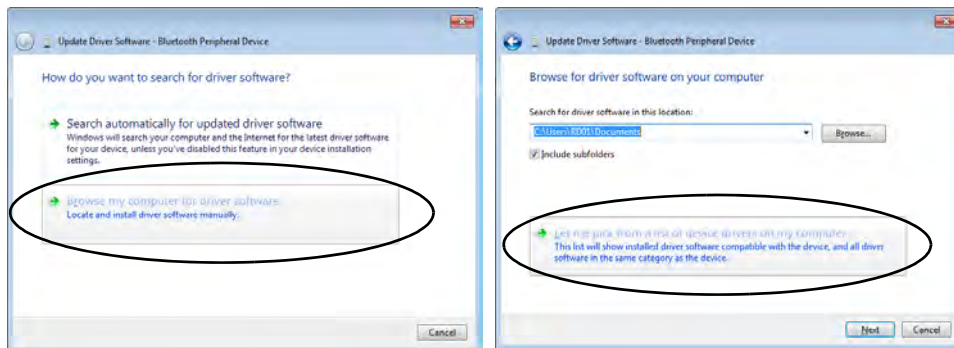 Update Driver Software - Bluetooth Peripheral Device
How do you want to search for driver software?
Search automatically for updated driver software
Windows will search your computer and the Internet for the latest driver software
for your device, unless you've disabled this feature in your device installation
settings.
Browse my computer for driver software
Locate and install driver software manually.
Cancel
Update Driver Software - Bluetooth Peripheral Device
Browse for driver software on your computer
Search for driver software in this location:
C:\Users\R001\Documents
Browse...
Include subfolders
Let me pick from a list of device drivers on my computer
This list will show installed driver software compatible with the device, and all driver
software in the same category as the device.
Next
Cancel